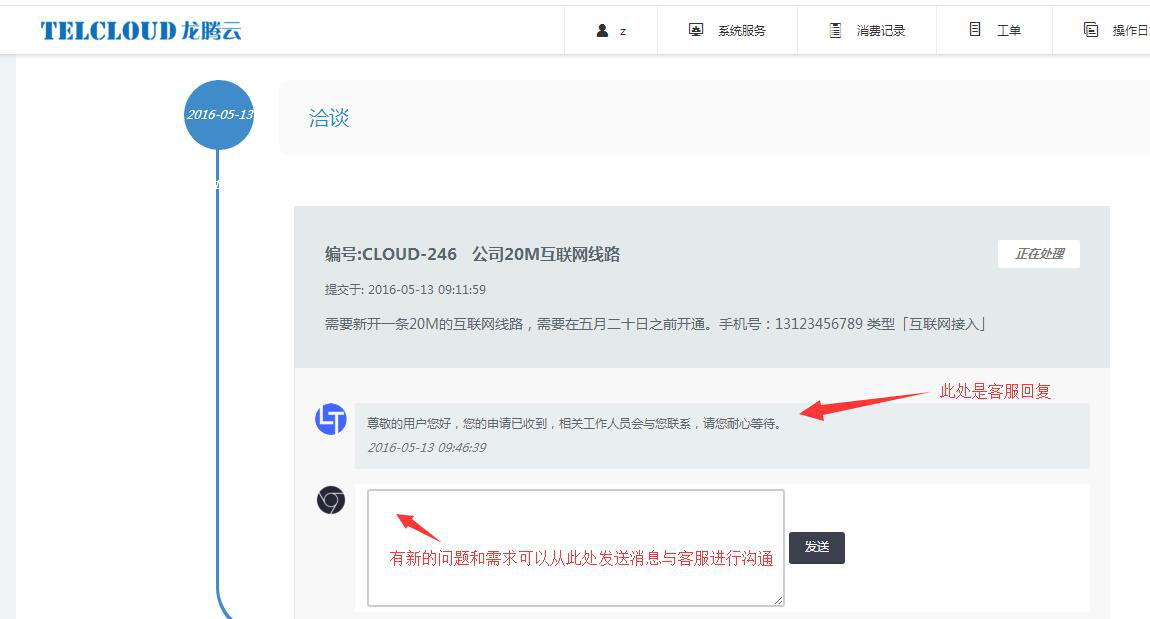 TELCLOUD 龙腾云
z
系统服务
消费记录
工单
操作日
2016-05-13
洽谈
编号:CLOUD-246 公司20M互联网线路
正在处理
提交于: 2016-05-13 09:11:59
需要新开一条20M的互联网线路，需要在五月二十日之前开通。手机号：13123456789 类型「互联网接入」
此处是客服回复
尊敬的用户您好，您的申请已收到，相关工作人员会与您联系，请您耐心等待。
2016-05-13 09:46:39
有新的问题和需求可以从此处发送消息与客服进行沟通
发送